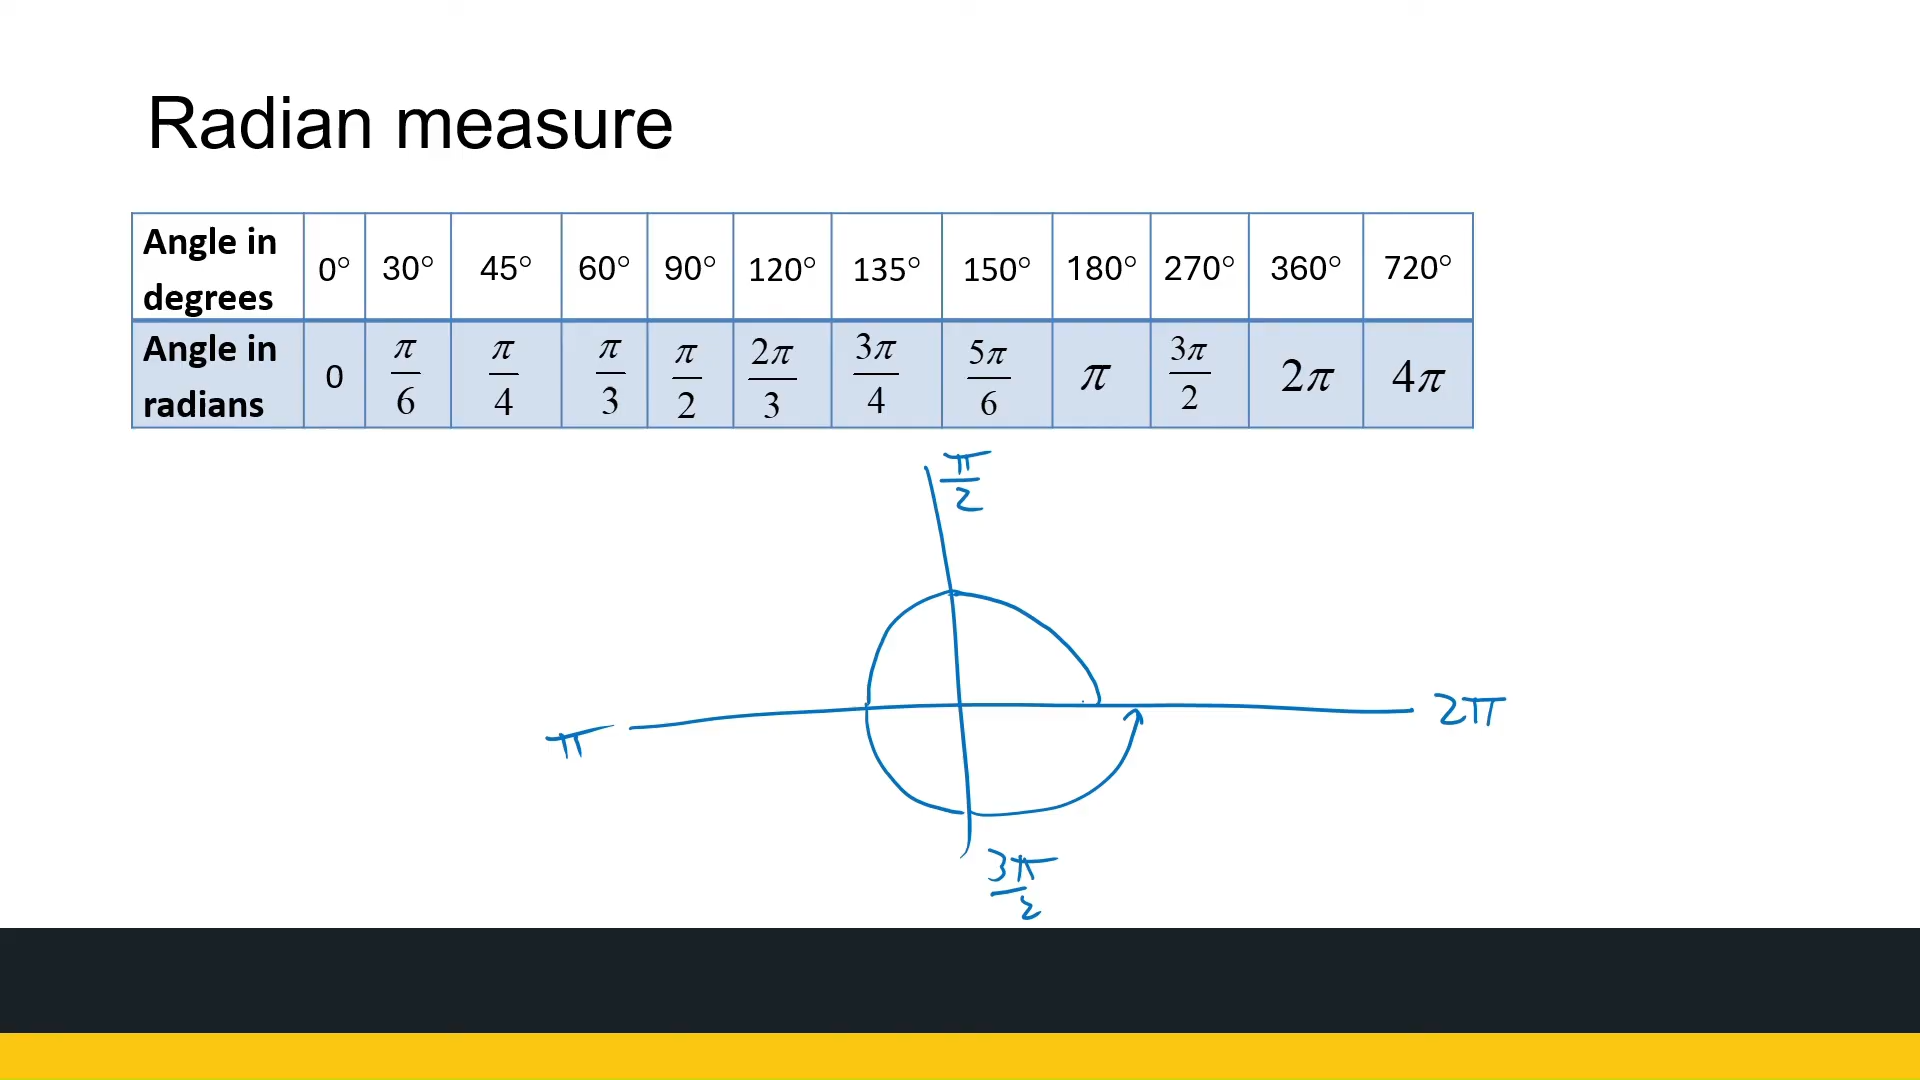 Radian measure
Angle in degrees 0° 30° 45° 60° 90° 120° 135° 150° 180° 270° 360° 720°
Angle in radians 0 π/6 π/4 π/3 π/2 2π/3 3π/4 5π/6 π 3π/2 2π 4π
π/2
π
2π
3π/2